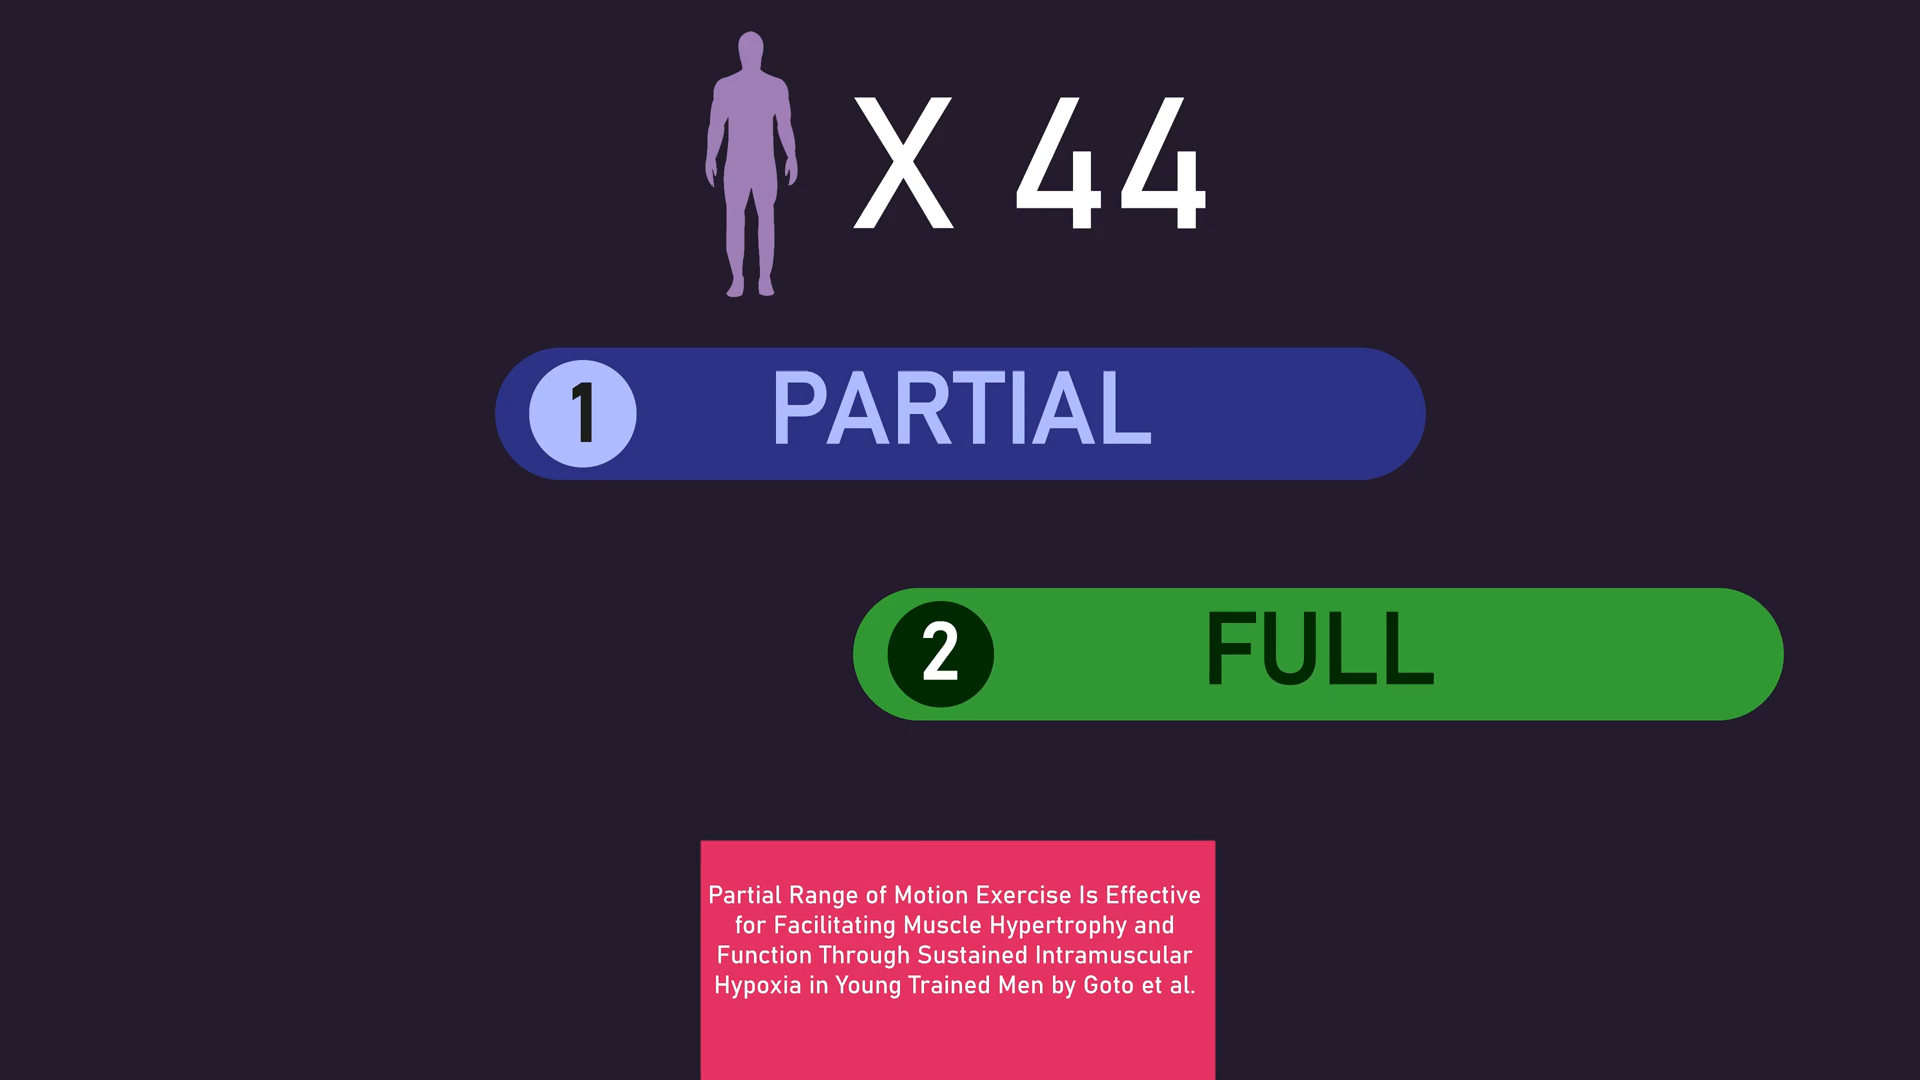 X 44
1 PARTIAL
2 FULL
Partial Range of Motion Exercise Is Effective
for Facilitating Muscle Hypertrophy and
Function Through Sustained Intramuscular
Hypoxia in Young Trained Men by Goto et al.